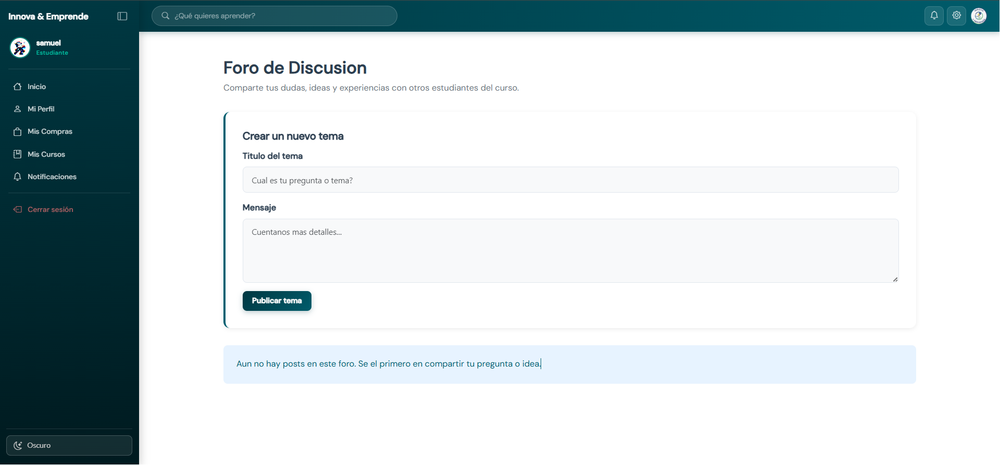 Innova & Emprende
¿Qué quieres aprender?
samuel
Estudiante
Inicio
Mi Perfil
Mis Compras
Mis Cursos
Notificaciones
Cerrar sesión
Oscuro
Foro de Discusion
Comparte tus dudas, ideas y experiencias con otros estudiantes del curso.
Crear un nuevo tema
Titulo del tema
Cual es tu pregunta o tema?
Mensaje
Cuentanos mas detalles...
Publicar tema
Aun no hay posts en este foro. Se el primero en compartir tu pregunta o idea.